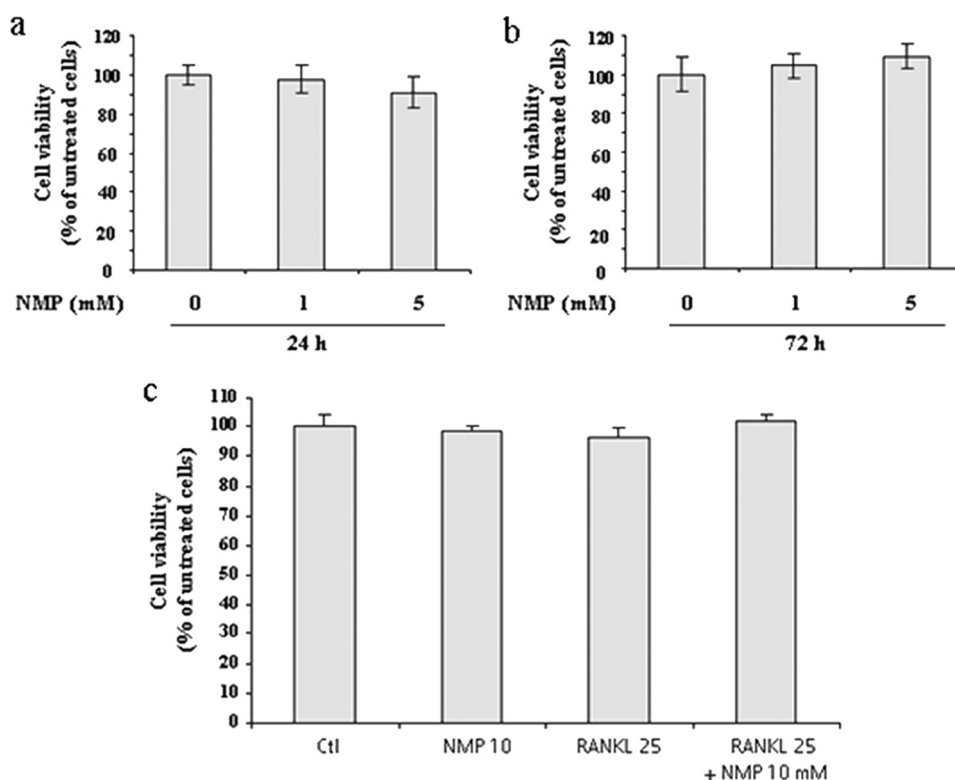 a
Cell viability
(% of untreated cells)
120
100
80
60
40
20
0
NMP (mM)
0 1 5
24 h
b
Cell viability
(% of untreated cells)
120
100
80
60
40
20
0
NMP (mM)
0 1 5
72 h
c
Cell viability
(% of untreated cells)
110
100
90
80
70
60
50
40
30
20
10
0
Ctl NMP 10 RANKL 25 RANKL 25
+ NMP 10 mM